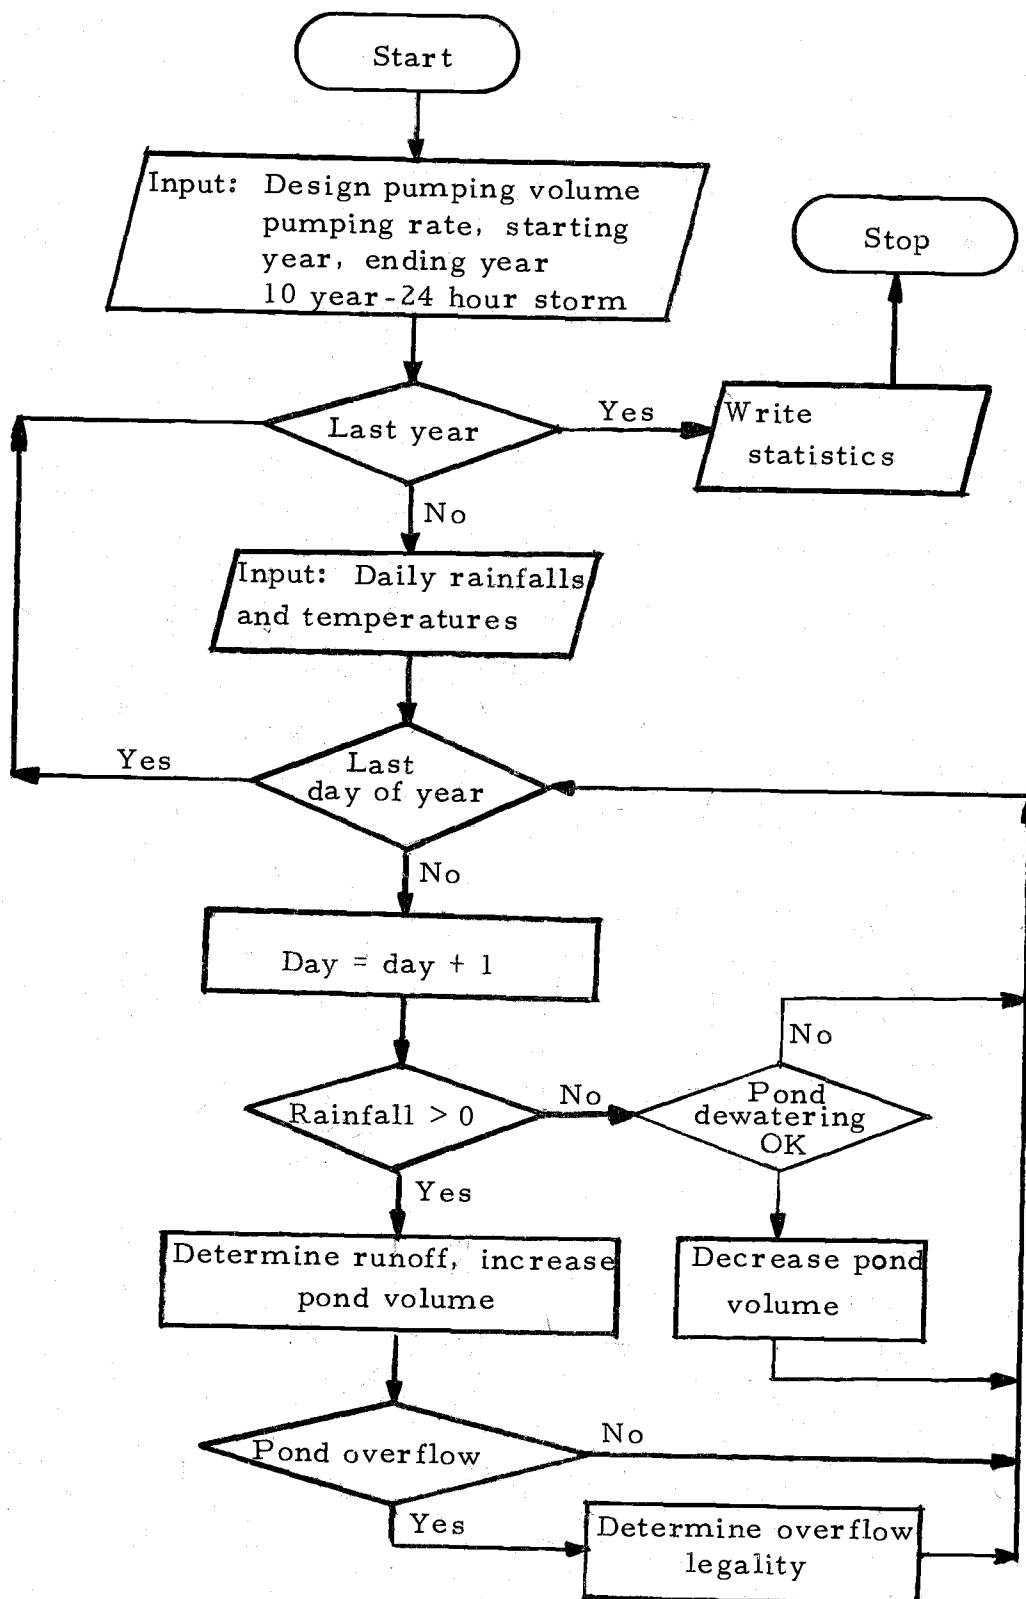 Start
Input: Design pumping volume
pumping rate, starting
year, ending year
10 year-24 hour storm
Stop
Last year
Yes
Write
statistics
No
Input: Daily rainfalls
and temperatures
Yes
Last
day of year
No
Day = day + 1
No
Rainfall > 0
No
Pond
dewatering
OK
Yes
Determine runoff, increase
pond volume
Decrease pond
volume
No
Pond overflow
Yes
Determine overflow
legality